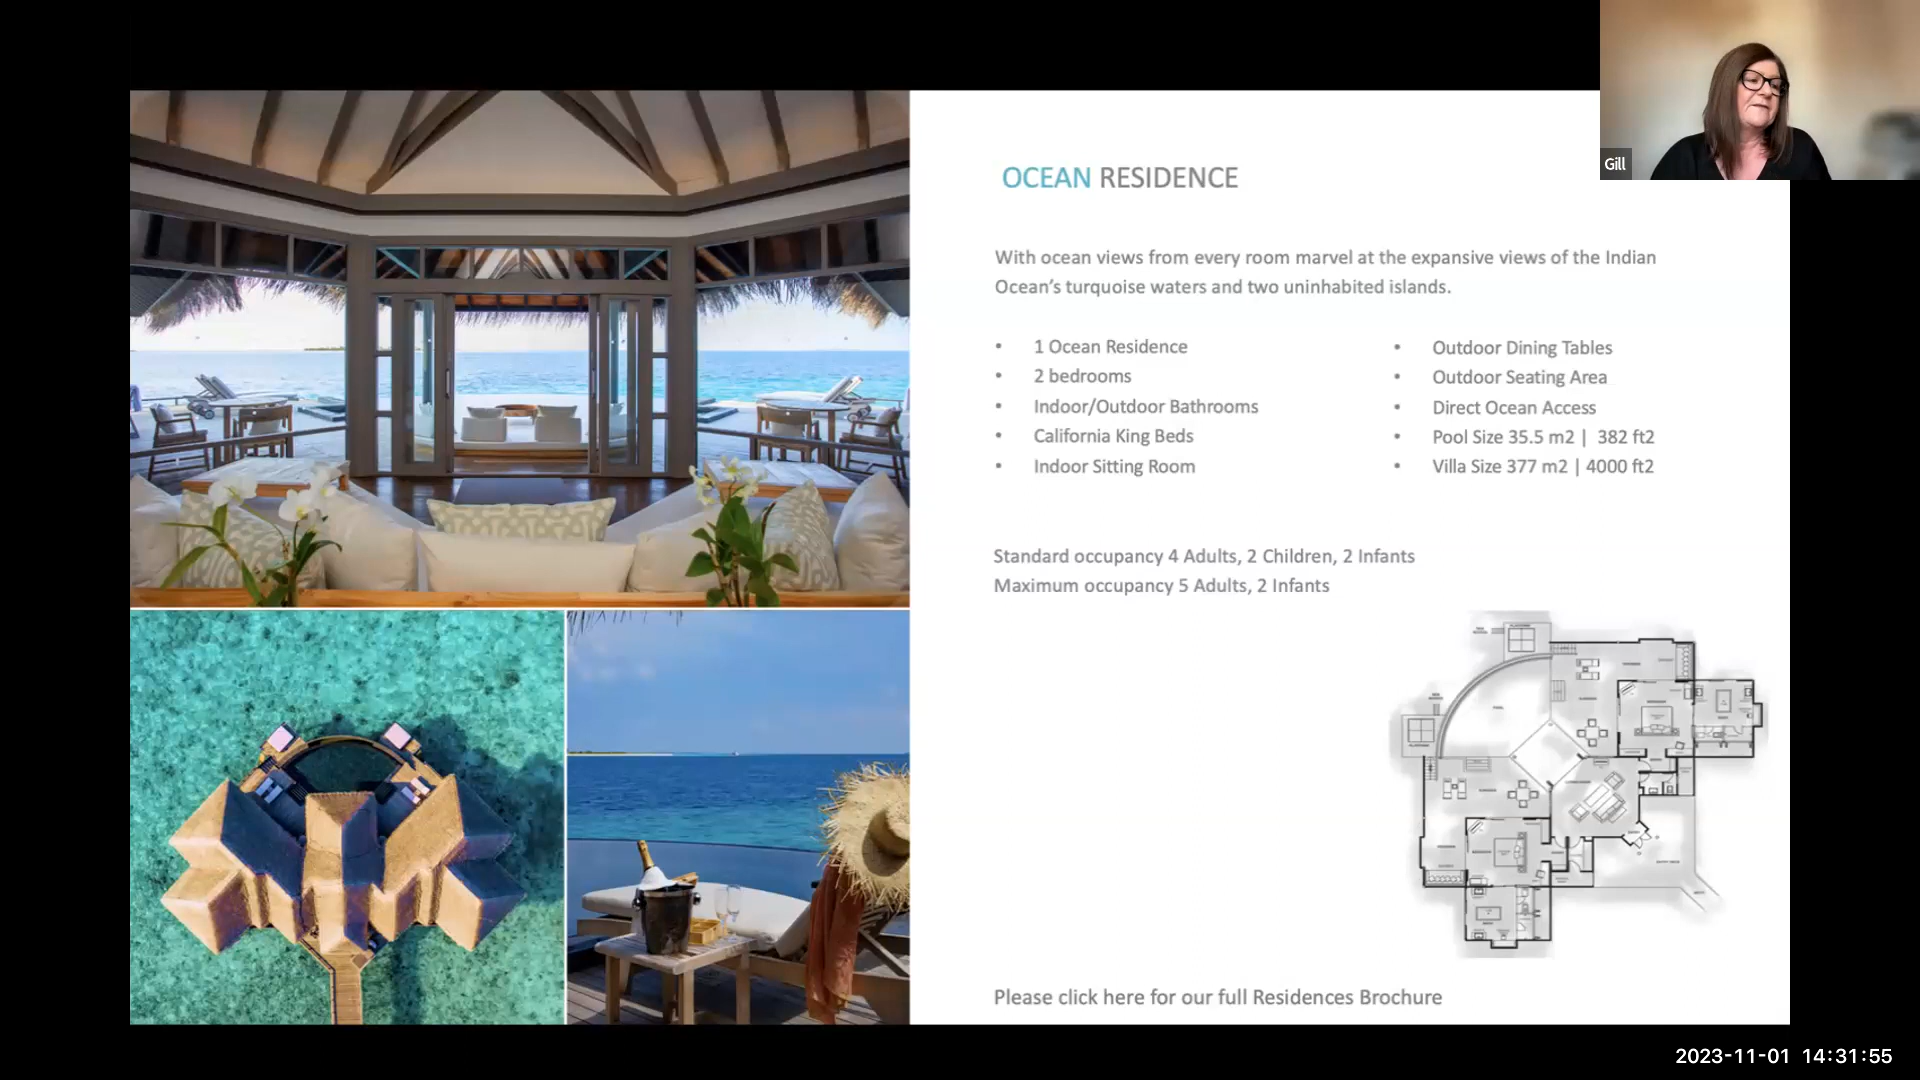 Gill
OCEAN RESIDENCE
With ocean views from every room marvel at the expansive views of the Indian
Ocean's turquoise waters and two uninhabited islands.
• 1 Ocean Residence
• 2 bedrooms
• Indoor/Outdoor Bathrooms
• California King Beds
• Indoor Sitting Room
• Outdoor Dining Tables
• Outdoor Seating Area
• Direct Ocean Access
• Pool Size 35.5 m2 | 382 ft2
• Villa Size 377 m2 | 4000 ft2
Standard occupancy 4 Adults, 2 Children, 2 Infants
Maximum occupancy 5 Adults, 2 Infants
Please click here for our full Residences Brochure
2023-11-01 14:31:55